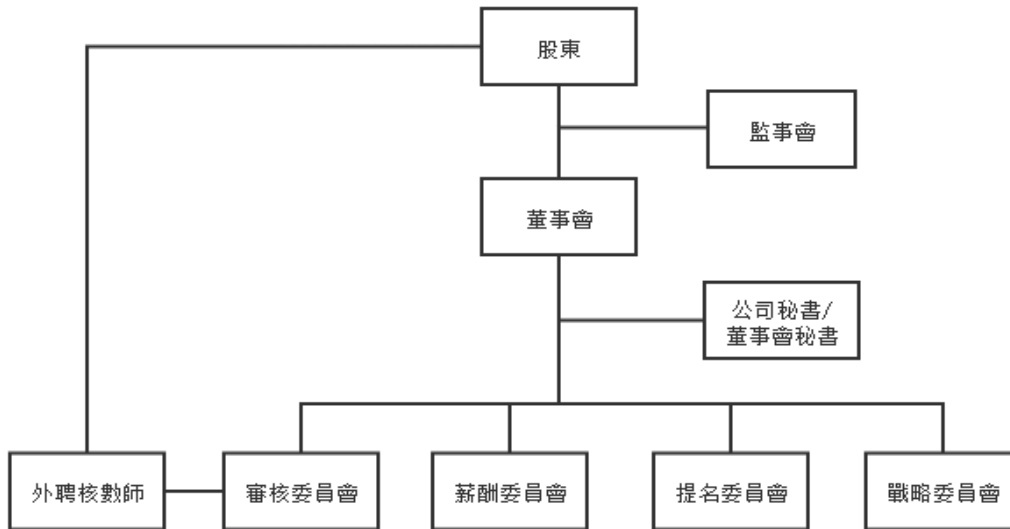 股東
監事會
董事會
公司秘書/
董事會秘書
外聘核數師
審核委員會
薪酬委員會
提名委員會
戰略委員會